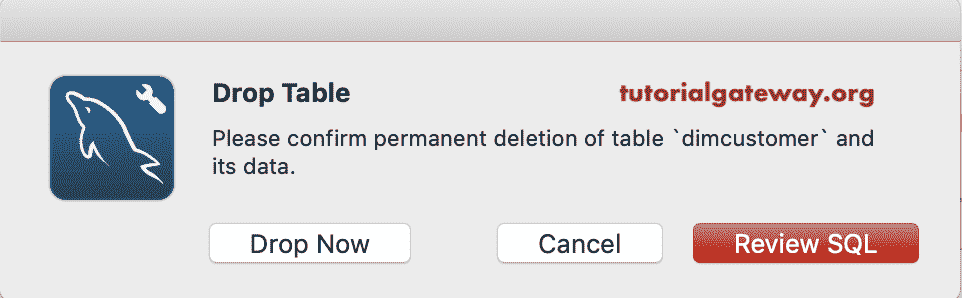 Drop Table
tutorialgateway.org
Please confirm permanent deletion of table `dimcustomer` and
its data.
Drop Now
Cancel
Review SQL